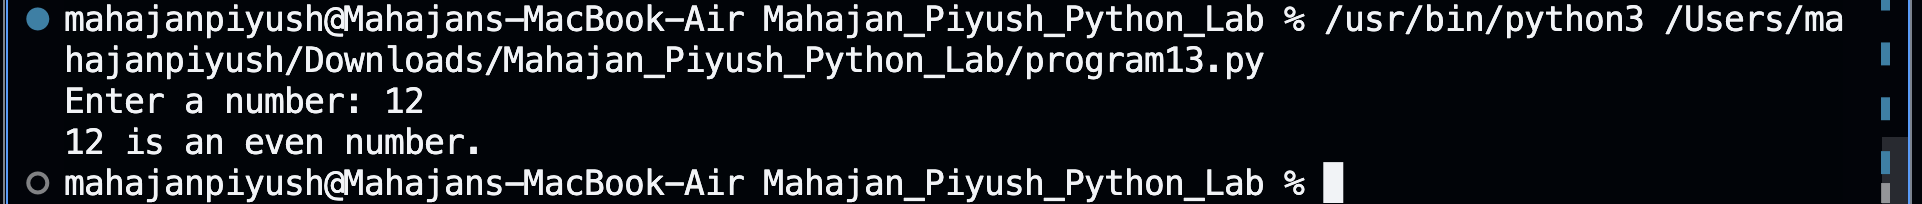 mahajanpiyush@Mahajans-MacBook-Air Mahajan_Piyush_Python_Lab % /usr/bin/python3 /Users/ma
hajanpiyush/Downloads/Mahajan_Piyush_Python_Lab/program13.py
Enter a number: 12
12 is an even number.
mahajanpiyush@Mahajans-MacBook-Air Mahajan_Piyush_Python_Lab %